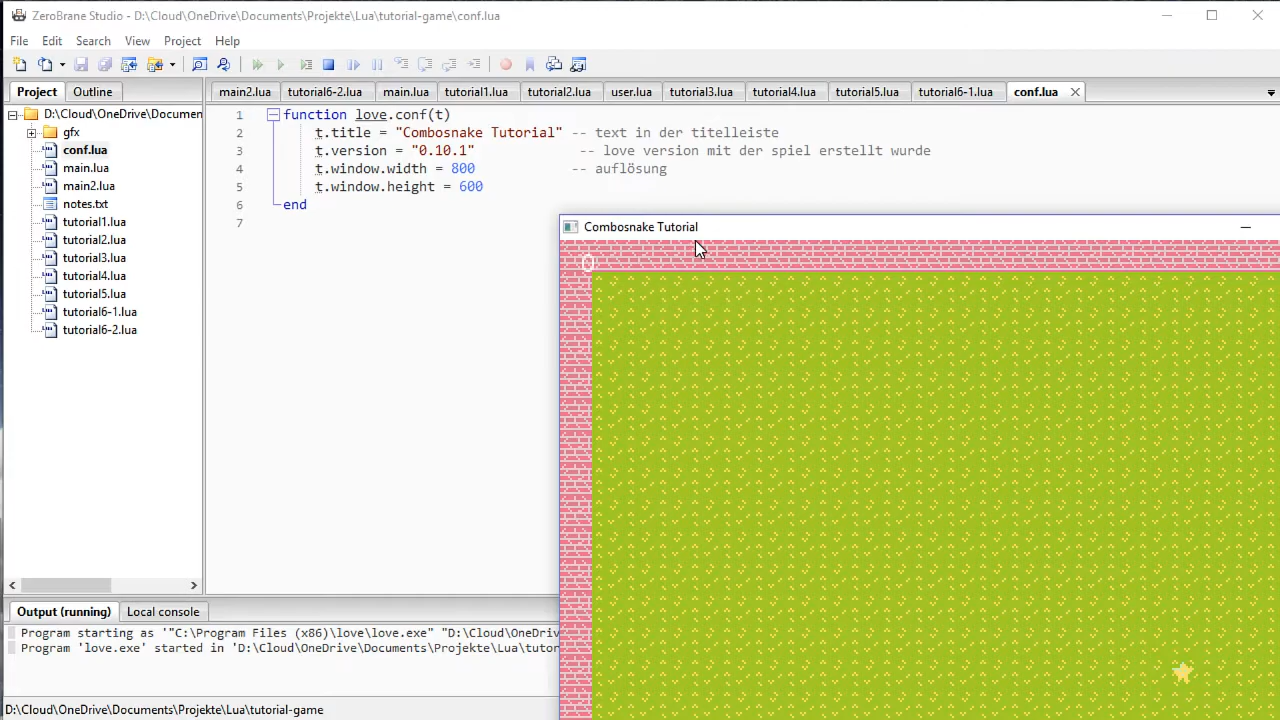 ZeroBrane Studio - D:\Cloud\OneDrive\Documents\Projekte\Lua\tutorial-game\conf.lua
File Edit Search View Project Help
Project Outline
main2.lua tutorial6-2.lua main.lua tutorial1.lua tutorial2.lua user.lua tutorial3.lua tutorial4.lua tutorial5.lua tutorial6-1.lua conf.lua
D:\Cloud\OneDrive\Documen
gfx
conf.lua
main.lua
main2.lua
notes.txt
tutorial1.lua
tutorial2.lua
tutorial3.lua
tutorial4.lua
tutorial5.lua
tutorial6-1.lua
tutorial6-2.lua
1 function love.conf(t)
2 t.title = "Combosnake Tutorial" -- text in der titelleiste
3 t.version = "0.10.1" -- love version mit der spiel erstellt wurde
4 t.window.width = 800 -- auflösung
5 t.window.height = 600
6 end
7
Combosnake Tutorial
0
Output (running) Local console
Program starting as '"C:\Program Files (x86)\love\love.exe" "D:\Cloud\OneDriv
Program 'love.exe' started in 'D:\Cloud\OneDrive\Documents\Projekte\Lua\tutor
D:\Cloud\OneDrive\Documents\Projekte\Lua\tutorial-game